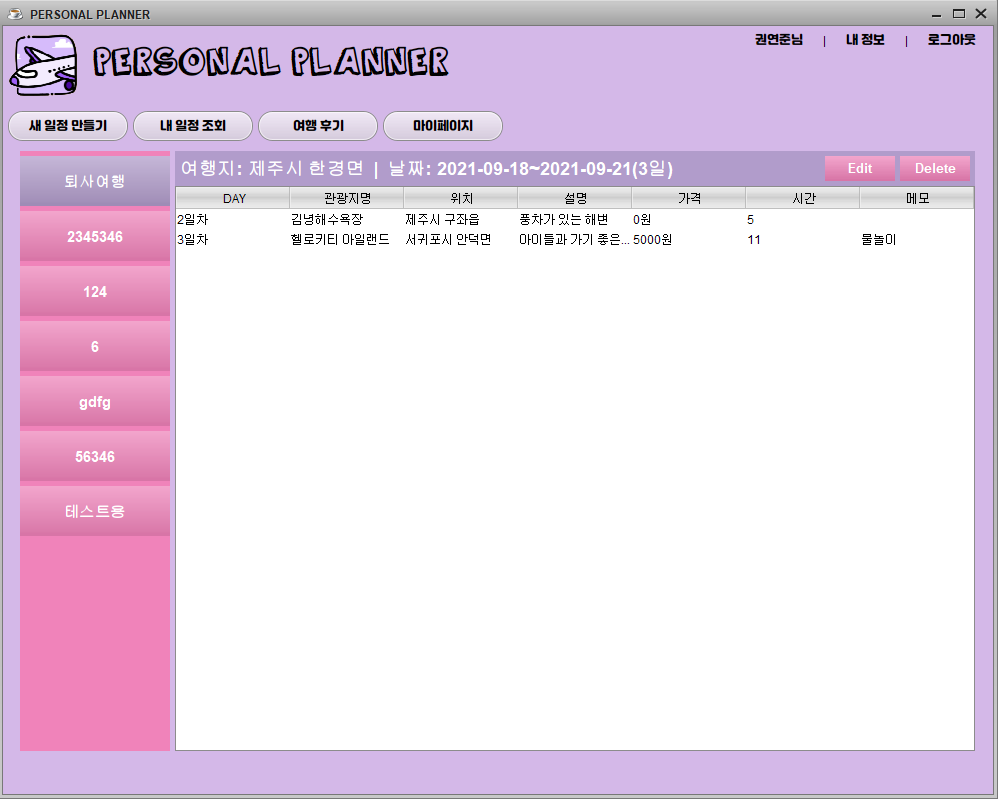 PERSONAL PLANNER
권연준님 | 내 정보 | 로그아웃
PERSONAL PLANNER
새 일정 만들기 내 일정 조회 여행 후기 마이페이지
퇴사여행
2345346
124
6
gdfg
56346
테스트용
여행지: 제주시 한경면 | 날짜: 2021-09-18~2021-09-21(3일) Edit Delete
DAY 관광지명 위치 설명 가격 시간 메모
2일차 김녕해수욕장 제주시 구좌읍 풍차가 있는 해변 0원 5
3일차 헬로키티 아일랜드 서귀포시 안덕면 아이들과 가기 좋은... 5000원 11 물놀이